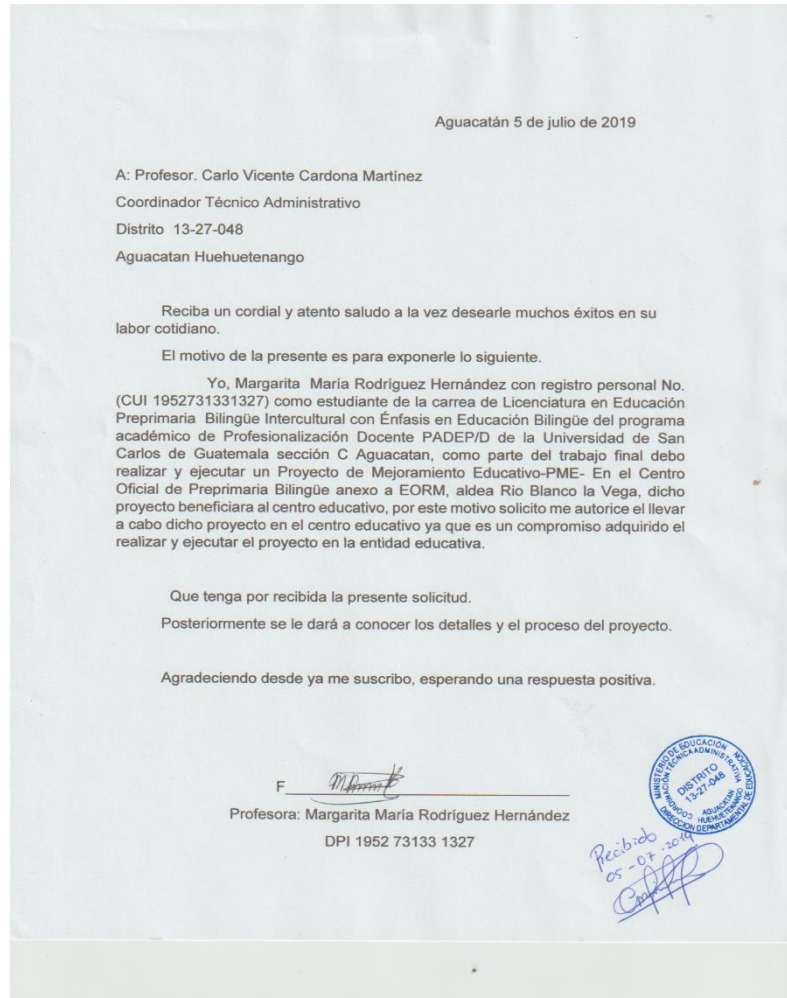 Aguacatán 5 de julio de 2019
A: Profesor. Carlo Vicente Cardona Martínez
Coordinador Técnico Administrativo
Distrito 13-27-048
Aguacatan Huehuetenango
Reciba un cordial y atento saludo a la vez desearle muchos éxitos en su
labor cotidiano.
El motivo de la presente es para exponerle lo siguiente.
Yo, Margarita María Rodríguez Hernández con registro personal No.
(CUI 1952731331327) como estudiante de la carrea de Licenciatura en Educación
Preprimaria Bilingüe Intercultural con Énfasis en Educación Bilingüe del programa
académico de Profesionalización Docente PADEP/D de la Universidad de San
Carlos de Guatemala sección C Aguacatan, como parte del trabajo final debo
realizar y ejecutar un Proyecto de Mejoramiento Educativo-PME- En el Centro
Oficial de Preprimaria Bilingüe anexo a EORM, aldea Rio Blanco la Vega, dicho
proyecto beneficiara al centro educativo, por este motivo solicito me autorice el llevar
a cabo dicho proyecto en el centro educativo ya que es un compromiso adquirido el
realizar y ejecutar el proyecto en la entidad educativa.
Que tenga por recibida la presente solicitud.
Posteriormente se le dará a conocer los detalles y el proceso del proyecto.
Agradeciendo desde ya me suscribo, esperando una respuesta positiva.
F
Profesora: Margarita María Rodríguez Hernández
DPI 1952 73133 1327
MINISTERIO DE EDUCACIÓN
COORDINACIÓN TÉCNICA ADMINISTRATIVA
DISTRITO
13-27-048
AGUACATAN
HUEHUETENANGO
DIRECCION DEPARTAMENTAL DE EDUCACION
Recibido
05-07-2019